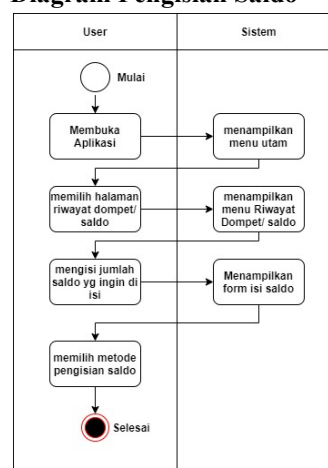 Diagram Pengisian Saldo
User
Sistem
Mulai
Membuka
Aplikasi
menampilkan
menu utam
memilih halaman
riwayat dompet/
saldo
menampilkan
menu Riwayat
Dompet/ saldo
mengisi jumlah
saldo yg ingin di
isi
Menampilkan
form isi saldo
memilih metode
pengisian saldo
Selesai